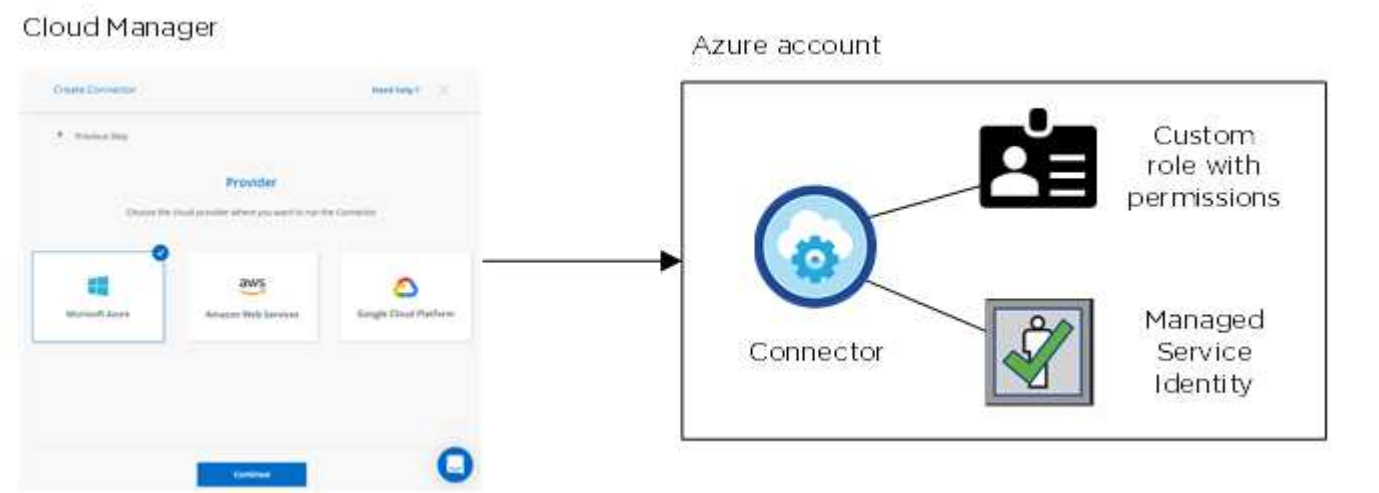 Cloud Manager
Create Connector
Need help?
Previous Step
Provider
Choose the cloud provider where you want to run the Connector
aws
Microsoft Azure
Amazon Web Services
Google Cloud Platform
Continue
Azure account
Custom
role with
permissions
Connector
Managed
Service
Identity